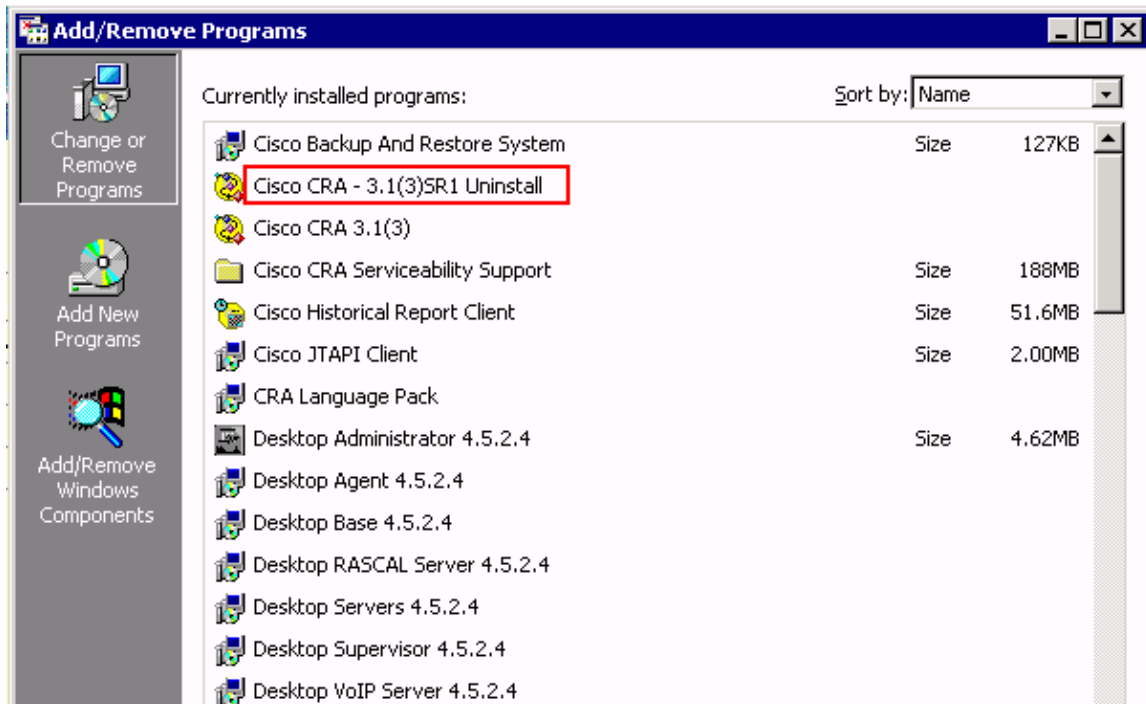 Add/Remove Programs
Change or
Remove
Programs
Add New
Programs
Add/Remove
Windows
Components
Currently installed programs:
Sort by: Name
Cisco Backup And Restore System Size 127KB
Cisco CRA - 3.1(3)SR1 Uninstall
Cisco CRA 3.1(3)
Cisco CRA Serviceability Support Size 188MB
Cisco Historical Report Client Size 51.6MB
Cisco JTAPI Client Size 2.00MB
CRA Language Pack
Desktop Administrator 4.5.2.4 Size 4.62MB
Desktop Agent 4.5.2.4
Desktop Base 4.5.2.4
Desktop RASCAL Server 4.5.2.4
Desktop Servers 4.5.2.4
Desktop Supervisor 4.5.2.4
Desktop VoIP Server 4.5.2.4